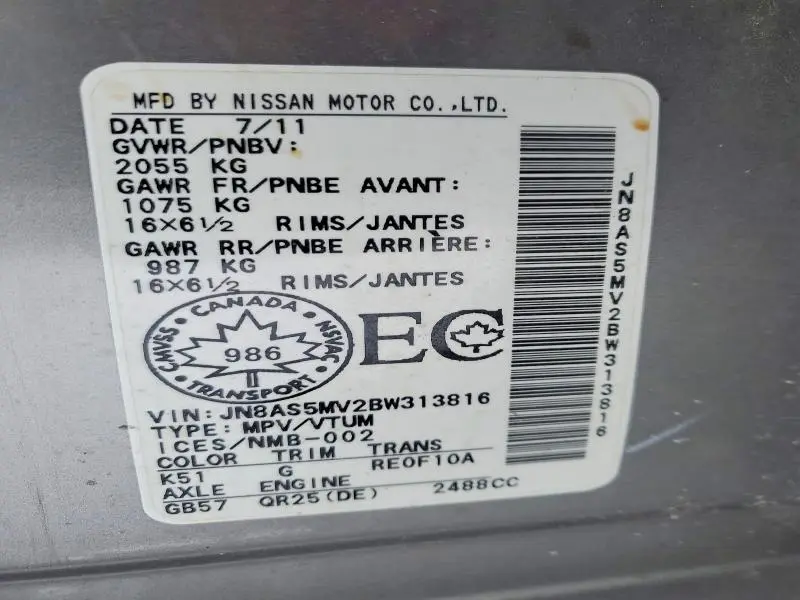 MFD BY NISSAN MOTOR CO.,LTD.
DATE 7/11
GVWR/PNBV:
2055 KG
GAWR FR/PNBE AVANT:
1075 KG
16X6½ RIMS/JANTES
GAWR RR/PNBE ARRIÈRE:
987 KG
16X6½ RIMS/JANTES
CANADA
CMVSS
NSVAC
986
TRANSPORT
EC
VIN: JN8AS5MV2BW313816
TYPE: MPV/VTUM
ICES/NMB-002
COLOR TRIM TRANS
K51 G RE0F10A
AXLE ENGINE
GB57 QR25(DE) 2488CC
JN8AS5MV2BW313816